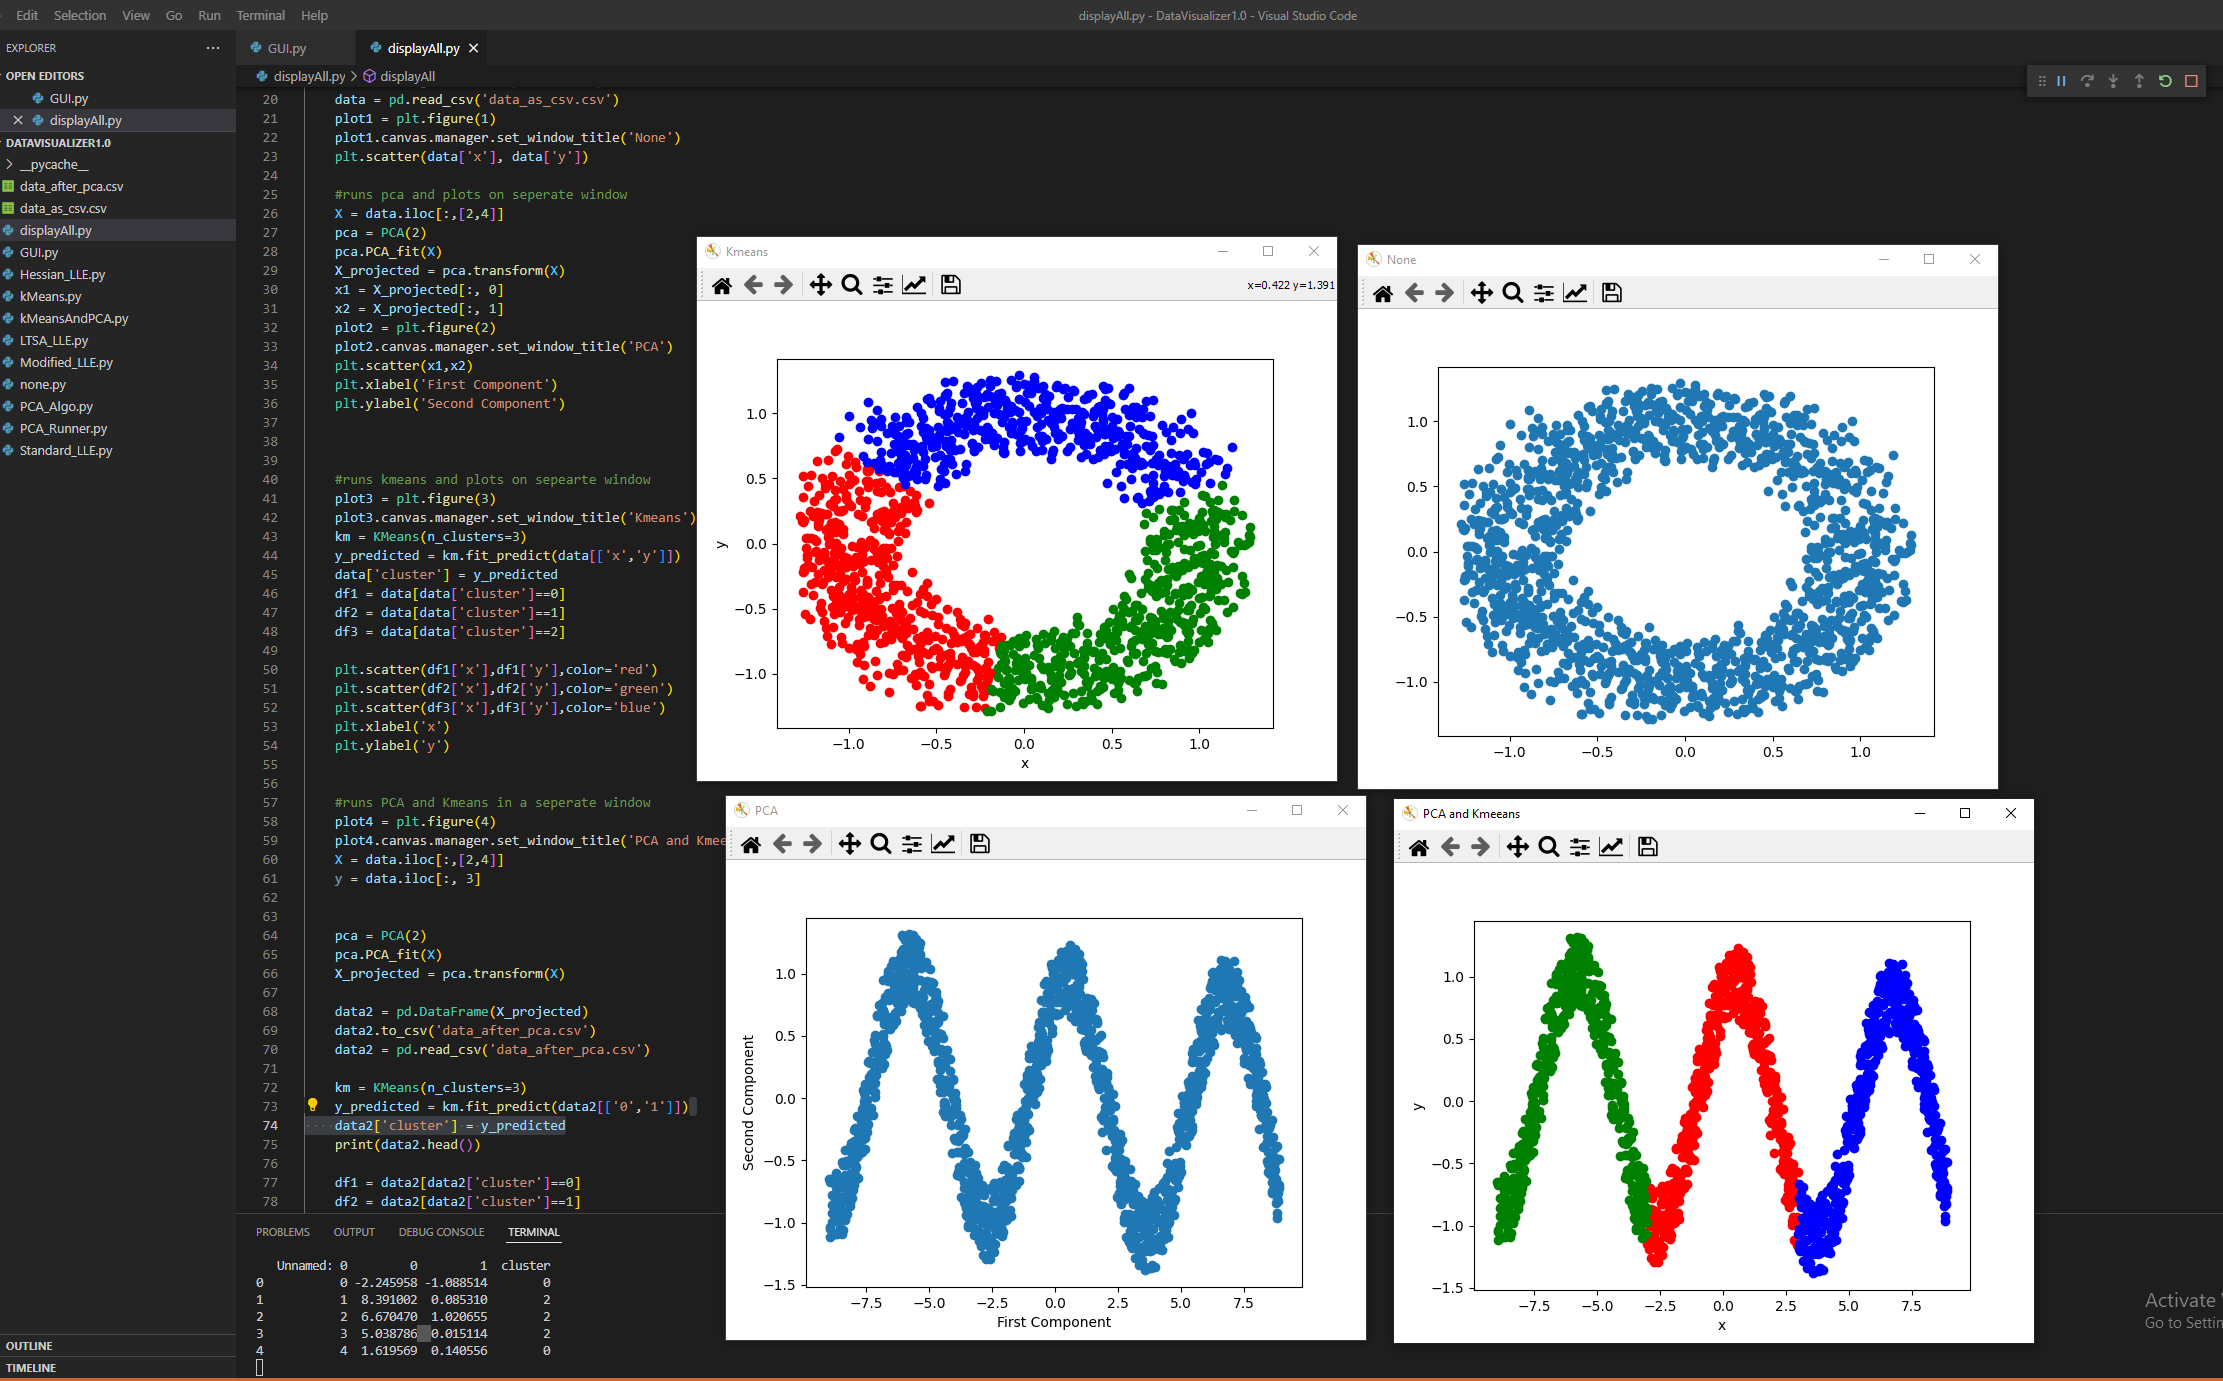 Edit Selection View Go Run Terminal Help
displayAll.py - DataVisualizer1.0 - Visual Studio Code
EXPLORER
OPEN EDITORS
GUI.py
displayAll.py
DATAVISUALIZER1.0
__pycache__
data_after_pca.csv
data_as_csv.csv
displayAll.py
GUI.py
Hessian_LLE.py
kMeans.py
kMeansAndPCA.py
LTSA_LLE.py
Modified_LLE.py
none.py
PCA_Algo.py
PCA_Runner.py
Standard_LLE.py
OUTLINE
TIMELINE
GUI.py displayAll.py
displayAll.py > displayAll
20 data = pd.read_csv('data_as_csv.csv')
21 plot1 = plt.figure(1)
22 plot1.canvas.manager.set_window_title('None')
23 plt.scatter(data['x'], data['y'])
24
25 #runs pca and plots on seperate window
26 X = data.iloc[:,[2,4]]
27 pca = PCA(2)
28 pca.PCA_fit(X)
29 X_projected = pca.transform(X)
30 x1 = X_projected[:, 0]
31 x2 = X_projected[:, 1]
32 plot2 = plt.figure(2)
33 plot2.canvas.manager.set_window_title('PCA')
34 plt.scatter(x1,x2)
35 plt.xlabel('First Component')
36 plt.ylabel('Second Component')
37
38
39
40 #runs kmeans and plots on sepearte window
41 plot3 = plt.figure(3)
42 plot3.canvas.manager.set_window_title('Kmeans')
43 km = KMeans(n_clusters=3)
44 y_predicted = km.fit_predict(data[['x','y']])
45 data['cluster'] = y_predicted
46 df1 = data[data['cluster']==0]
47 df2 = data[data['cluster']==1]
48 df3 = data[data['cluster']==2]
49
50 plt.scatter(df1['x'],df1['y'],color='red')
51 plt.scatter(df2['x'],df2['y'],color='green')
52 plt.scatter(df3['x'],df3['y'],color='blue')
53 plt.xlabel('x')
54 plt.ylabel('y')
55
56
57 #runs PCA and Kmeans in a seperate window
58 plot4 = plt.figure(4)
59 plot4.canvas.manager.set_window_title('PCA and Kmee
60 X = data.iloc[:,[2,4]]
61 y = data.iloc[:, 3]
62
63
64 pca = PCA(2)
65 pca.PCA_fit(X)
66 X_projected = pca.transform(X)
67
68 data2 = pd.DataFrame(X_projected)
69 data2.to_csv('data_after_pca.csv')
70 data2 = pd.read_csv('data_after_pca.csv')
71
72 km = KMeans(n_clusters=3)
73 y_predicted = km.fit_predict(data2[['0','1']])
74 data2['cluster'] = y_predicted
75 print(data2.head())
76
77 df1 = data2[data2['cluster']==0]
78 df2 = data2[data2['cluster']==1]
PROBLEMS OUTPUT DEBUG CONSOLE TERMINAL
Unnamed: 0 0 1 cluster
0 0 -2.245958 -1.088514 0
1 1 8.391002 0.085310 2
2 2 6.670470 1.020655 2
3 3 5.038786 0.015114 2
4 4 1.619569 0.140556 0
Kmeans
x=0.422 y=1.391
1.0
0.5
0.0
−0.5
−1.0
y
−1.0 −0.5 0.0 0.5 1.0
x
None
1.0
0.5
0.0
−0.5
−1.0
−1.0 −0.5 0.0 0.5 1.0
PCA
1.0
0.5
0.0
−0.5
−1.0
−1.5
Second Component
−7.5 −5.0 −2.5 0.0 2.5 5.0 7.5
First Component
PCA and Kmeeans
1.0
0.5
0.0
−0.5
−1.0
−1.5
y
−7.5 −5.0 −2.5 0.0 2.5 5.0 7.5
x
Activate
Go to Settin